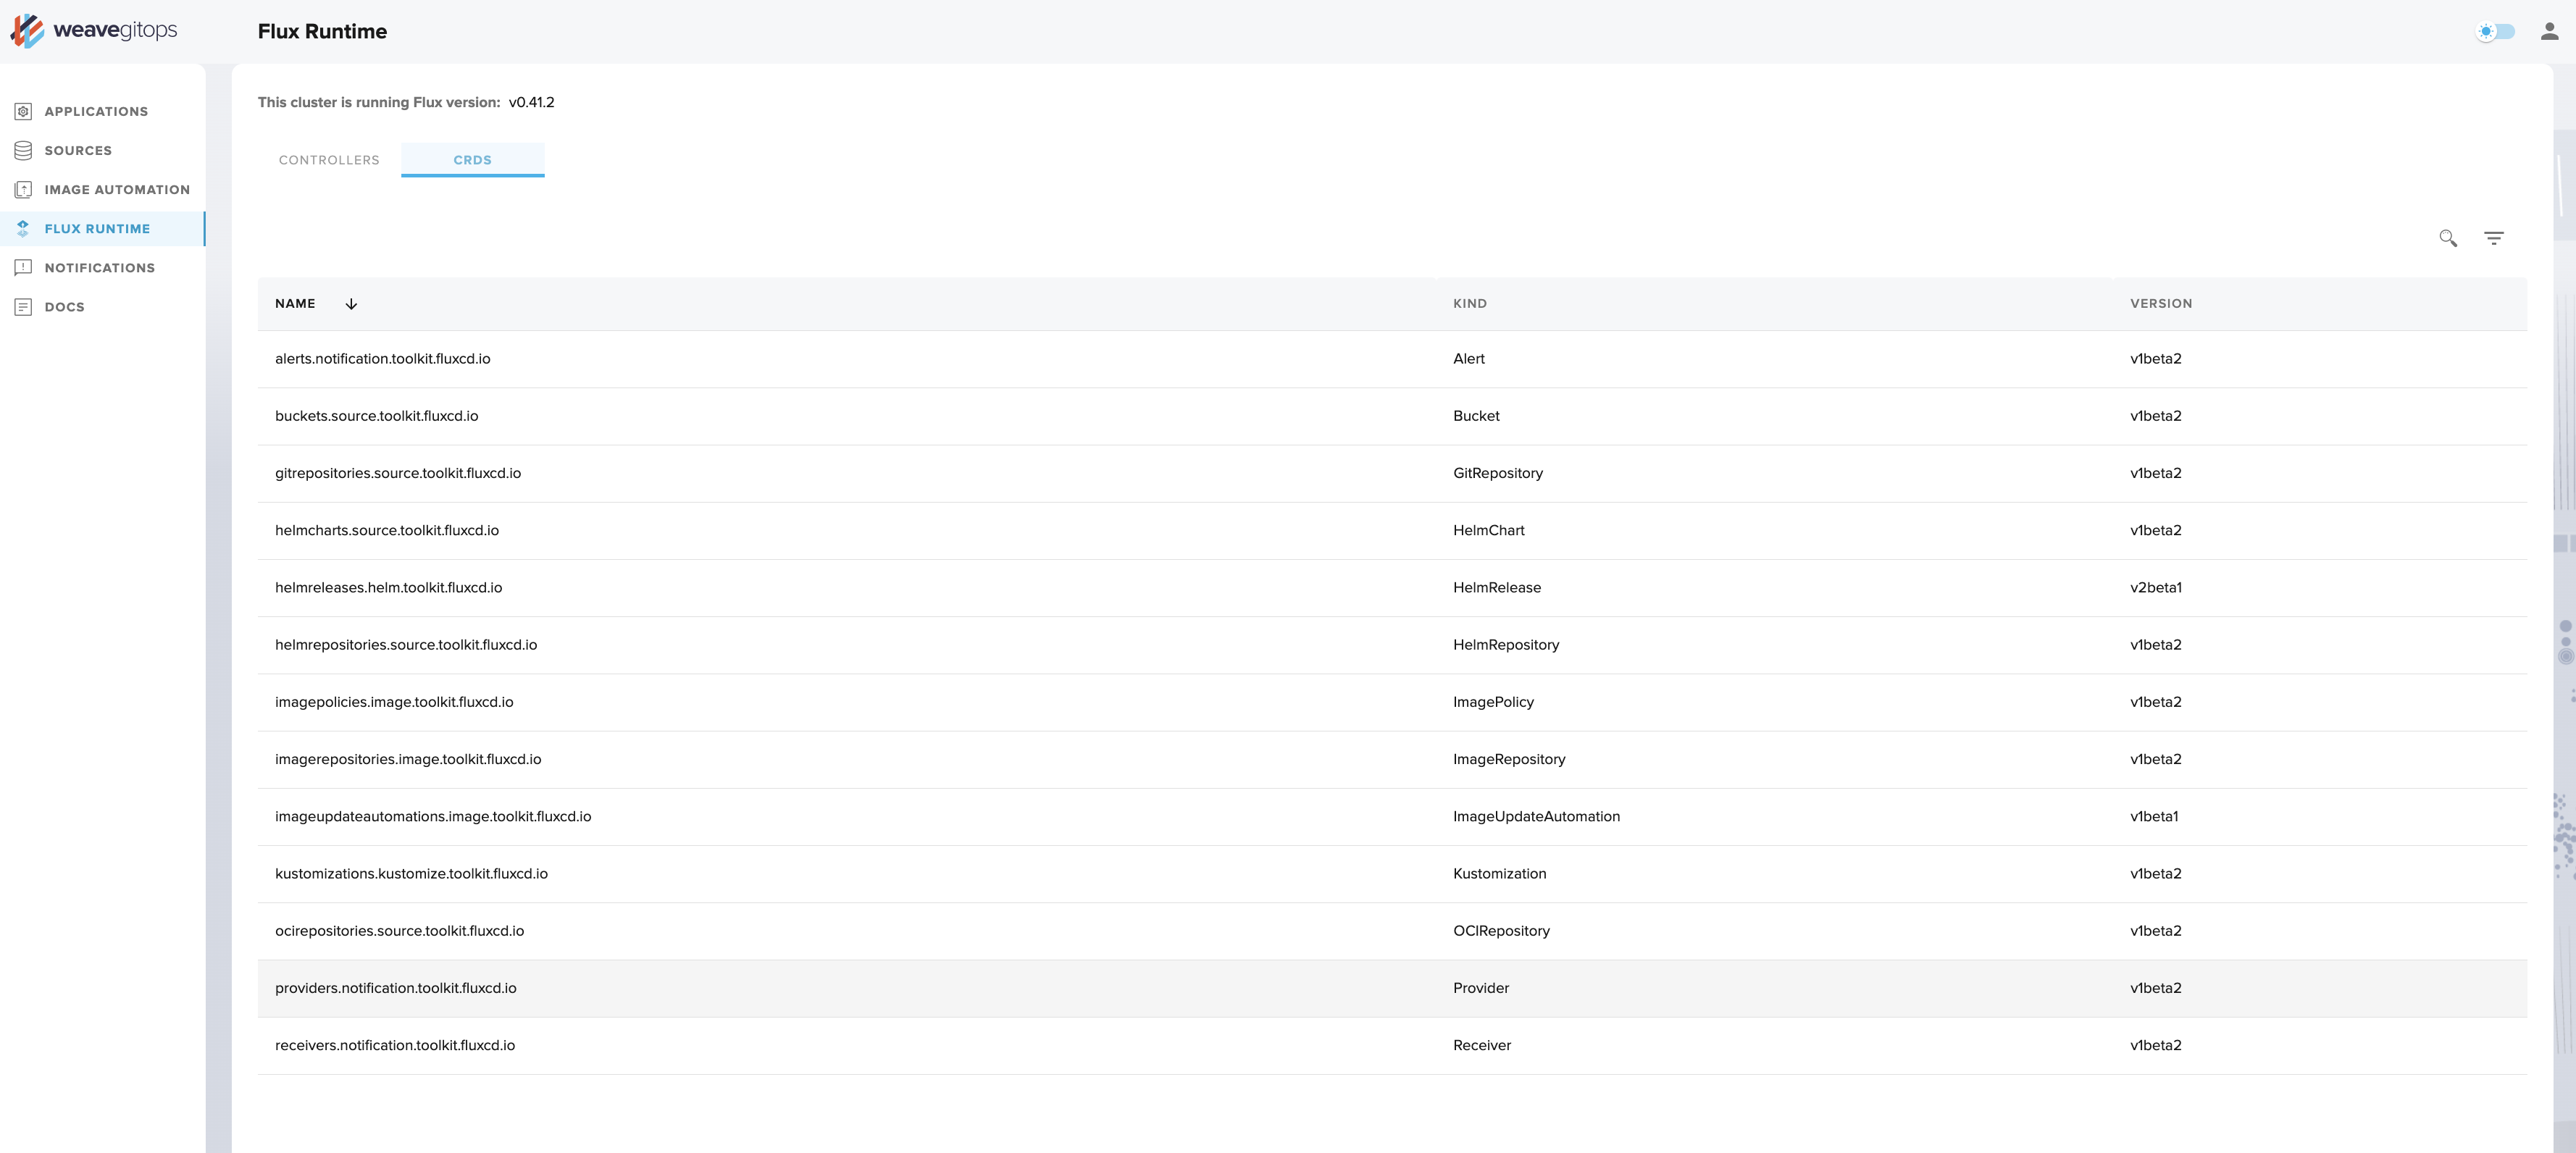 weavegitops
Flux Runtime
APPLICATIONS
SOURCES
IMAGE AUTOMATION
FLUX RUNTIME
NOTIFICATIONS
DOCS
This cluster is running Flux version: v0.41.2
CONTROLLERS CRDS
NAME KIND VERSION
alerts.notification.toolkit.fluxcd.io Alert v1beta2
buckets.source.toolkit.fluxcd.io Bucket v1beta2
gitrepositories.source.toolkit.fluxcd.io GitRepository v1beta2
helmcharts.source.toolkit.fluxcd.io HelmChart v1beta2
helmreleases.helm.toolkit.fluxcd.io HelmRelease v2beta1
helmrepositories.source.toolkit.fluxcd.io HelmRepository v1beta2
imagepolicies.image.toolkit.fluxcd.io ImagePolicy v1beta2
imagerepositories.image.toolkit.fluxcd.io ImageRepository v1beta2
imageupdateautomations.image.toolkit.fluxcd.io ImageUpdateAutomation v1beta1
kustomizations.kustomize.toolkit.fluxcd.io Kustomization v1beta2
ocirepositories.source.toolkit.fluxcd.io OCIRepository v1beta2
providers.notification.toolkit.fluxcd.io Provider v1beta2
receivers.notification.toolkit.fluxcd.io Receiver v1beta2